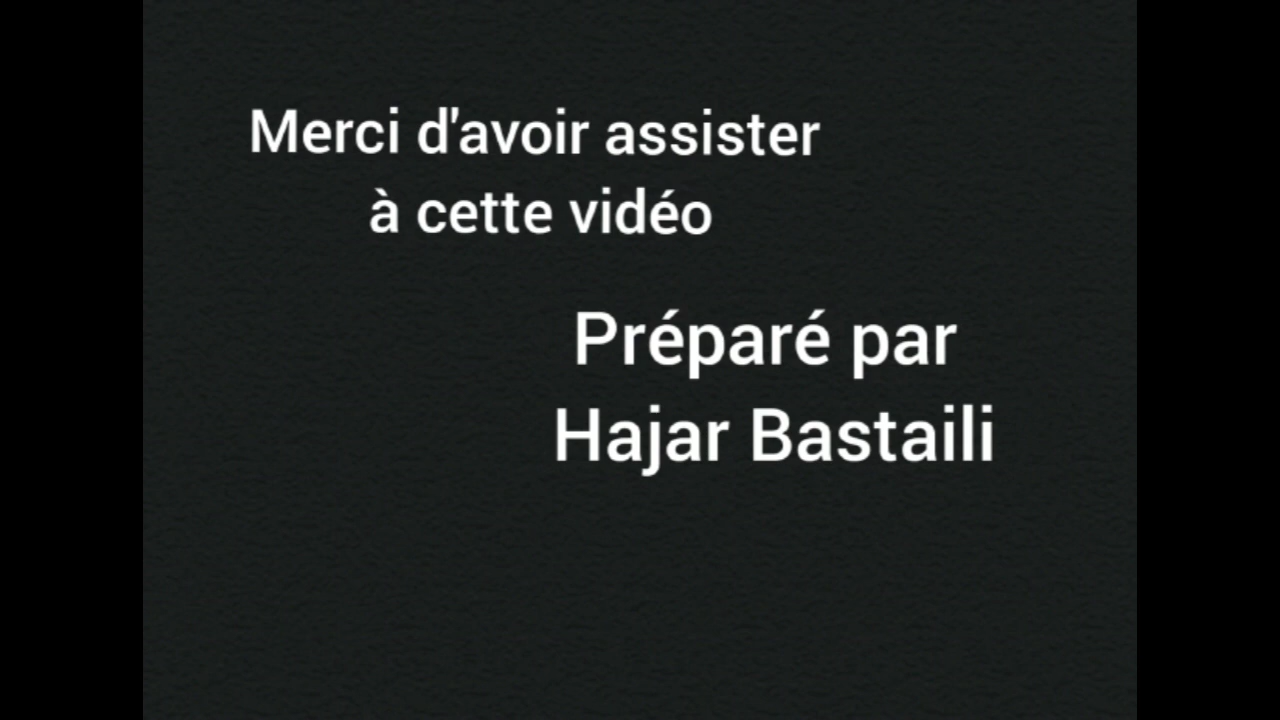 Merci d'avoir assister
à cette vidéo
Préparé par
Hajar Bastaili